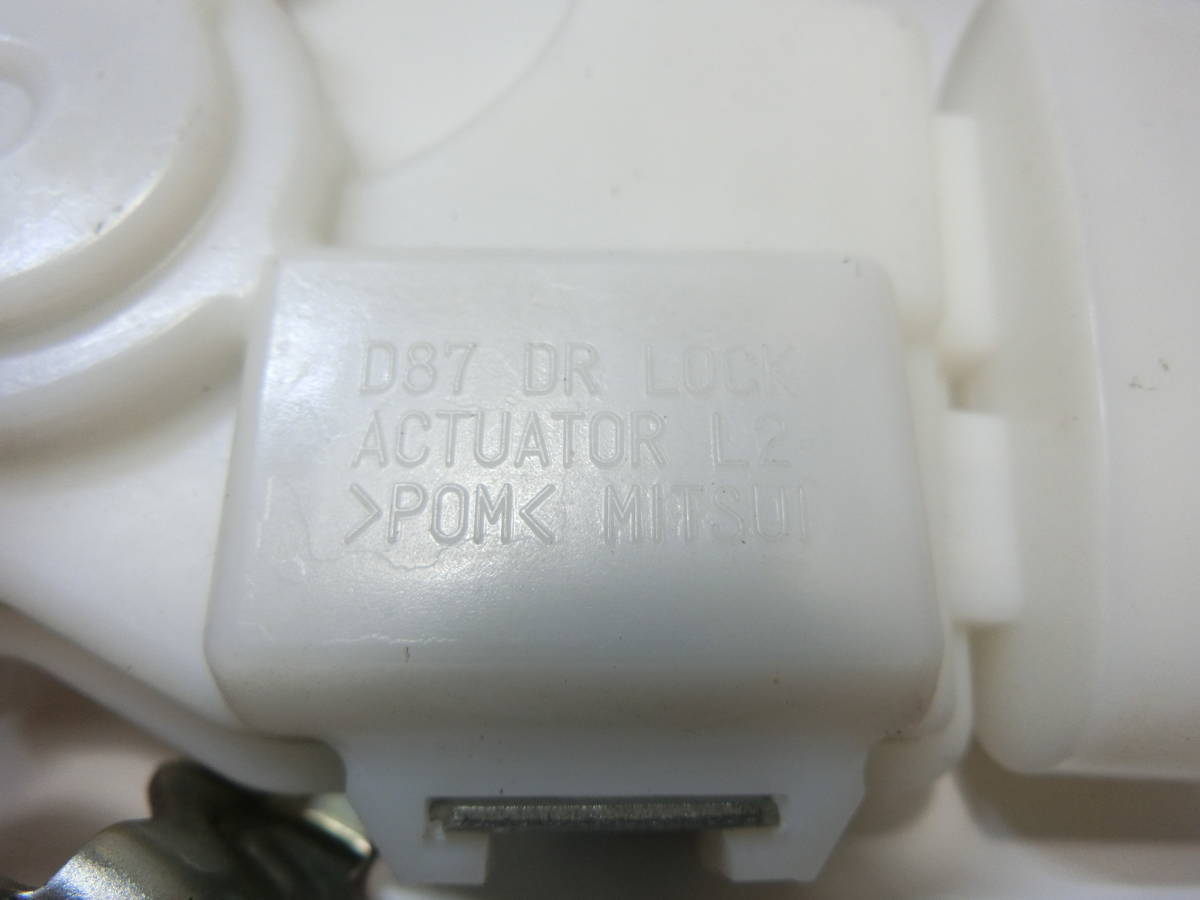 D87 DR LOCK
ACTUATOR L2
>POM< MITSUI